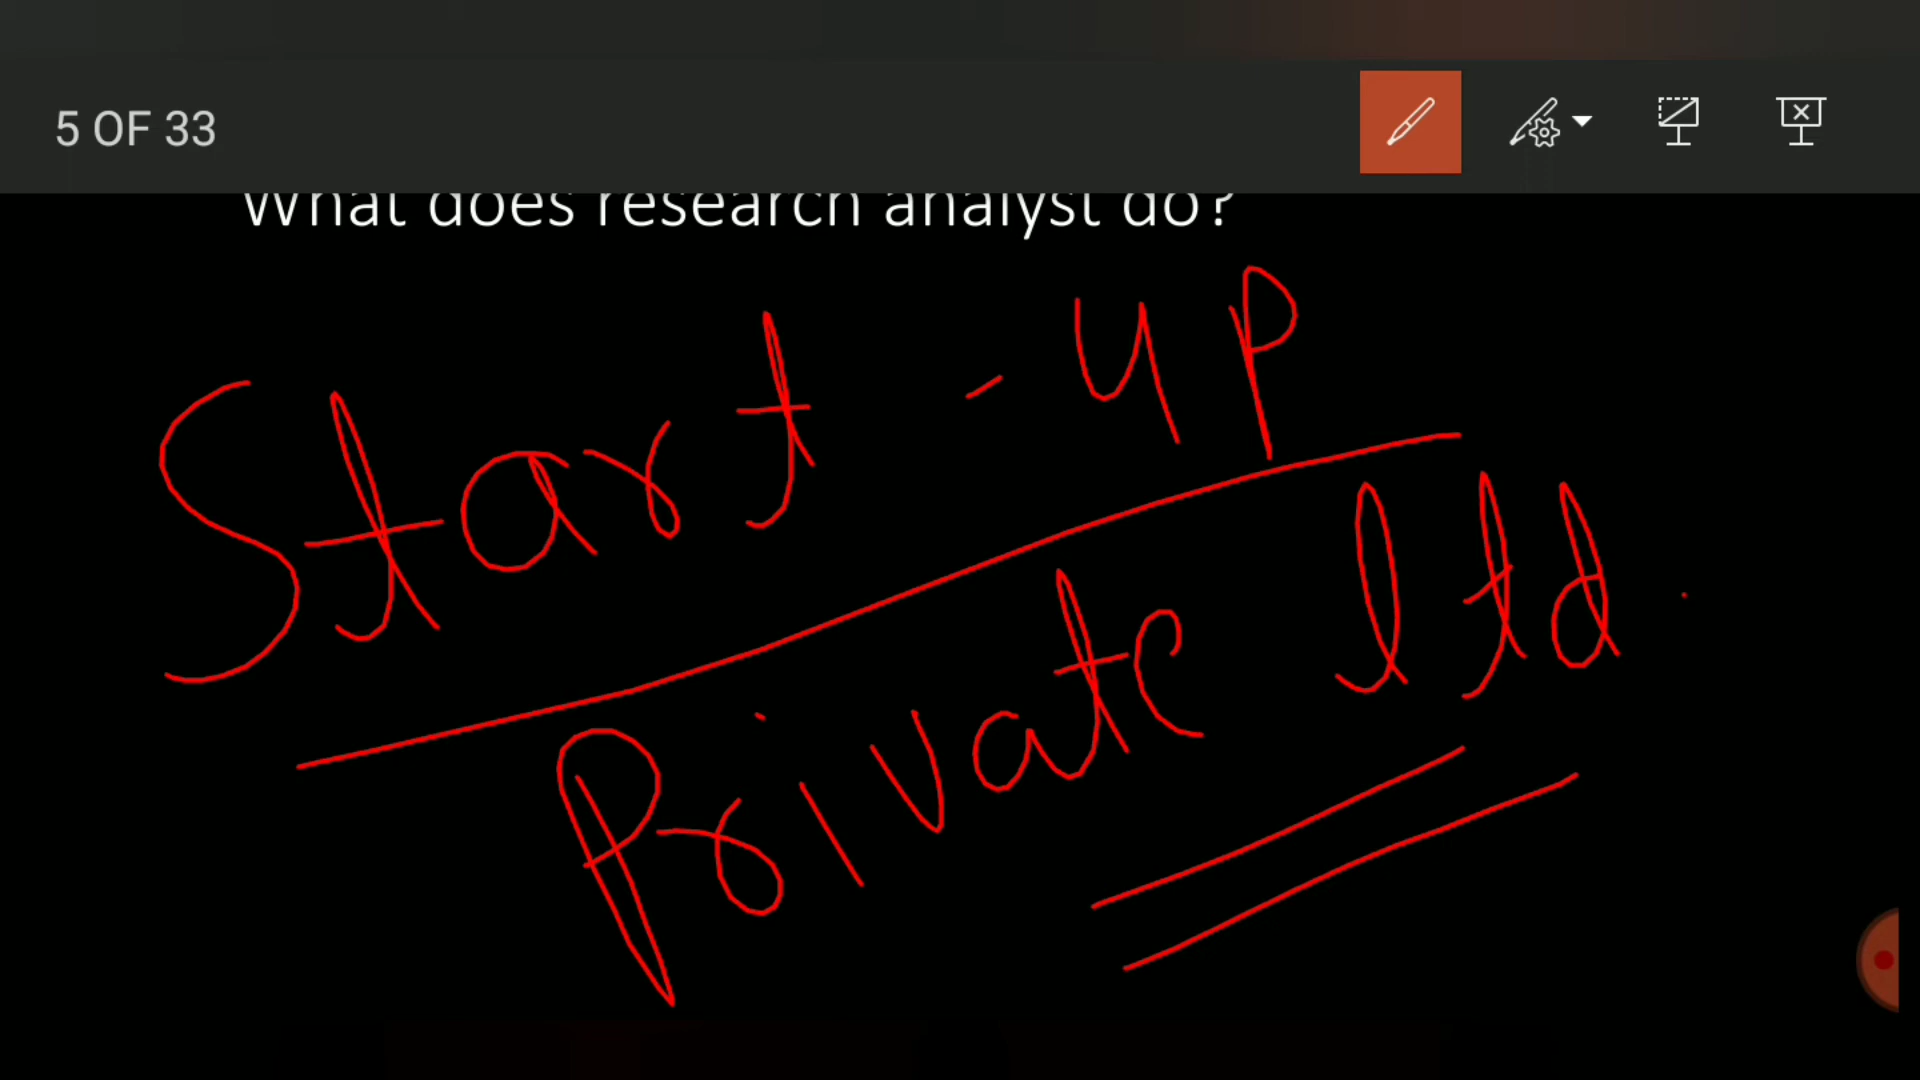 5 OF 33
What does research analyst do?
Start - up
Private ltd.